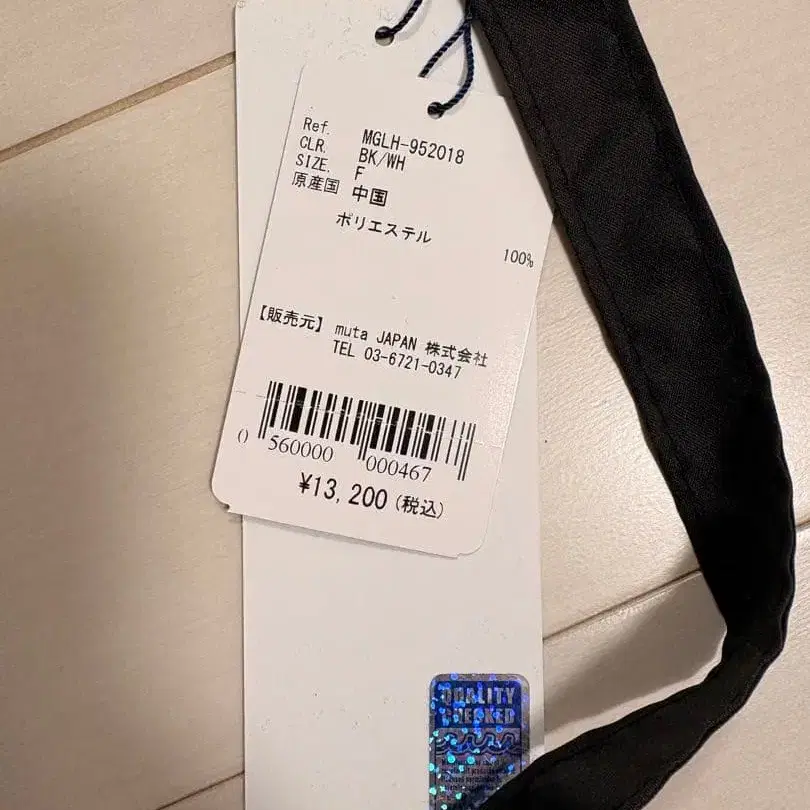 Ref. MGLH-952018
CLR. BK/WH
SIZE. F
原産国 中国
ポリエステル
100%
【販売元】 muta JAPAN 株式会社
TEL 03-6721-0347
0 560000 000467
¥13,200(税込)
QUALITY
CHECKED